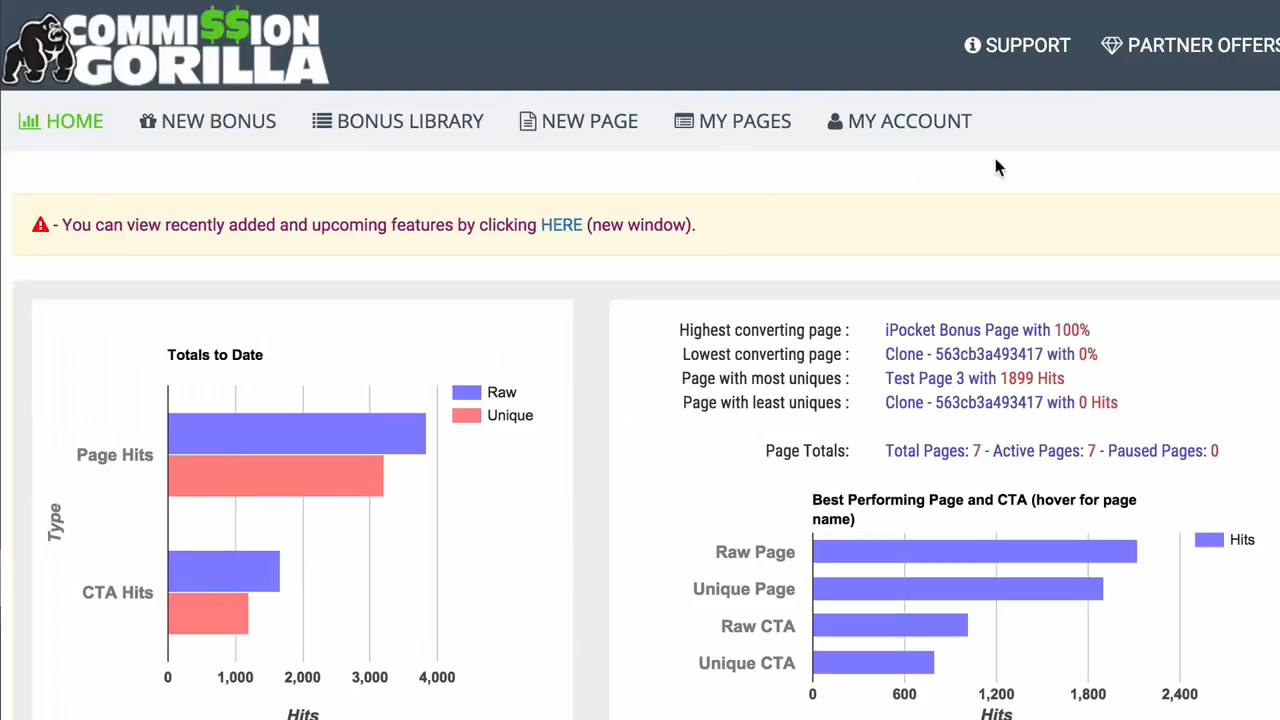 COMMI$$ION
GORILLA
SUPPORT
PARTNER OFFERS
HOME
NEW BONUS
BONUS LIBRARY
NEW PAGE
MY PAGES
MY ACCOUNT
- You can view recently added and upcoming features by clicking HERE (new window).
Totals to Date
Raw
Unique
Page Hits
CTA Hits
Type
0 1,000 2,000 3,000 4,000
Hits
Highest converting page : iPocket Bonus Page with 100%
Lowest converting page : Clone - 563cb3a493417 with 0%
Page with most uniques : Test Page 3 with 1899 Hits
Page with least uniques : Clone - 563cb3a493417 with 0 Hits
Page Totals: Total Pages: 7 - Active Pages: 7 - Paused Pages: 0
Best Performing Page and CTA (hover for page
name)
Hits
Raw Page
Unique Page
Raw CTA
Unique CTA
0 600 1,200 1,800 2,400
Hits